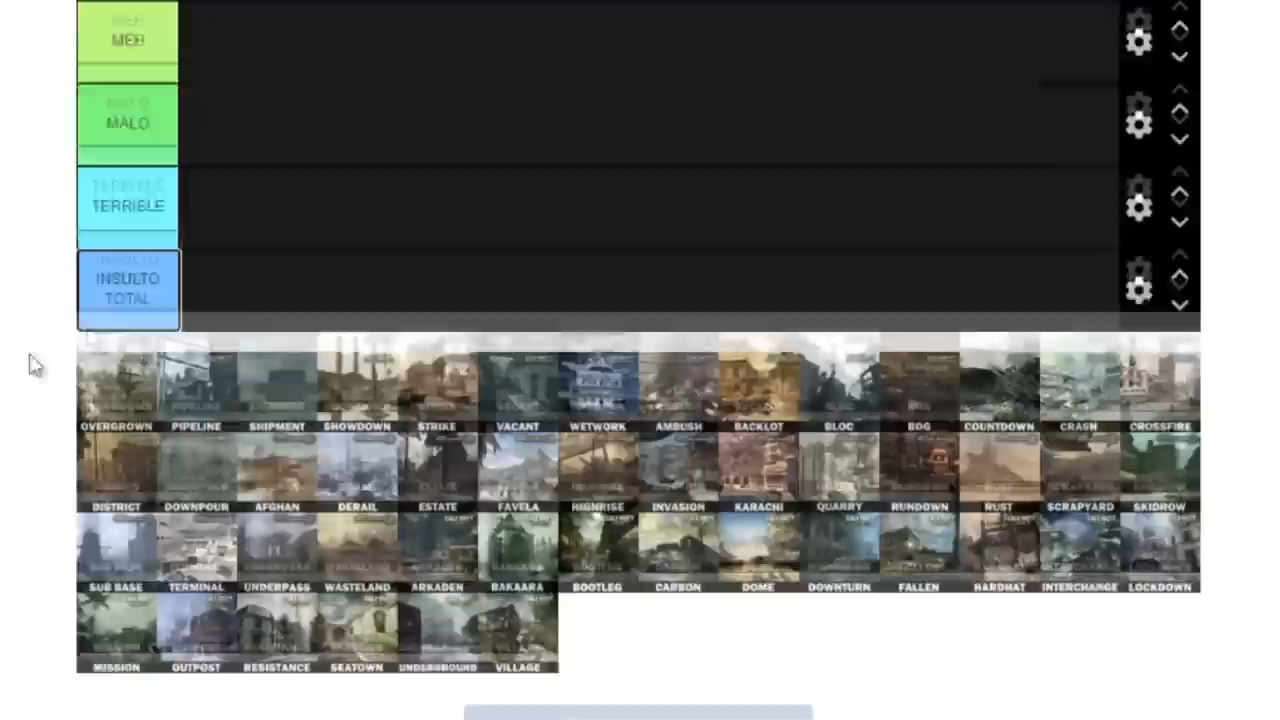 MEH
MALO
TERRIBLE
INSULTO
TOTAL
OVERGROWN PIPELINE SHIPMENT SHOWDOWN STRIKE VACANT WETWORK AMBUSH BACKLOT BLOC BOG COUNTDOWN CRASH CROSSFIRE
DISTRICT DOWNPOUR AFGHAN DERAIL ESTATE FAVELA HIGHRISE INVASION KARACHI QUARRY RUNDOWN RUST SCRAPYARD SKIDROW
SUB BASE TERMINAL UNDERPASS WASTELAND ARKADEN BAKAARA BOOTLEG CARBON DOME DOWNTURN FALLEN HARDHAT INTERCHANGE LOCKDOWN
MISSION OUTPOST RESISTANCE SEATOWN UNDERGROUND VILLAGE